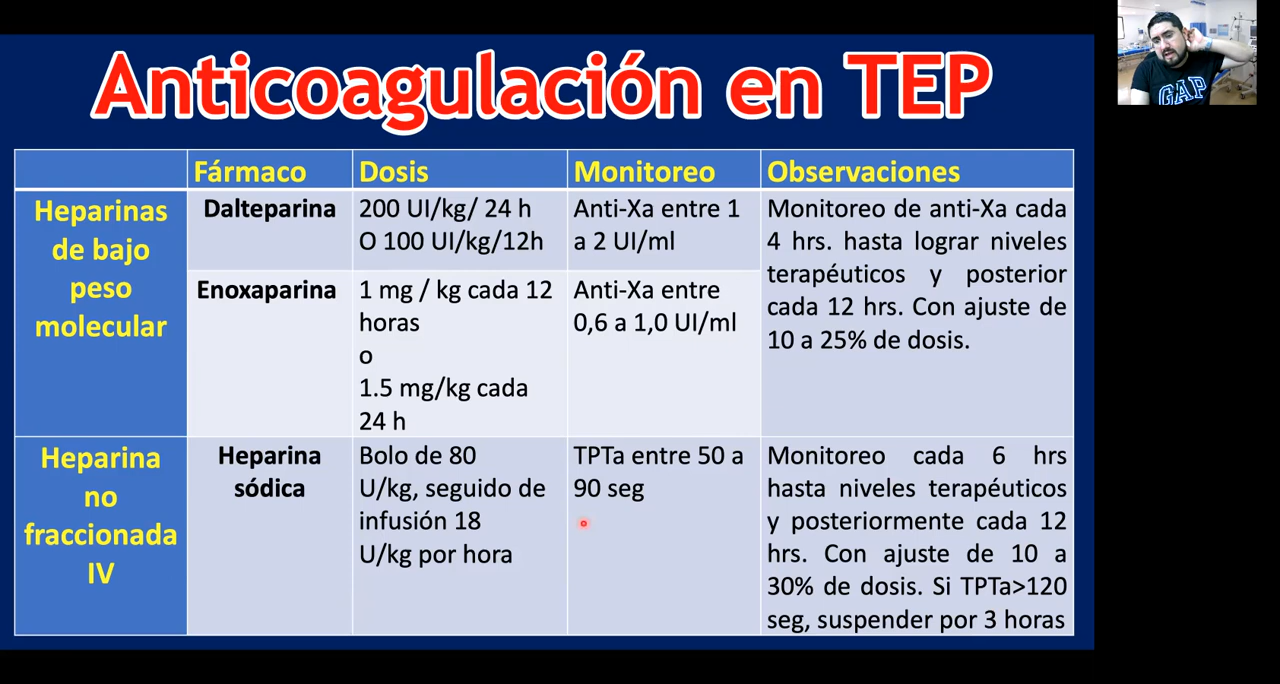 Anticoagulación en TEP
Fármaco
Dosis
Monitoreo
Observaciones
Heparinas
de bajo
peso
molecular
Dalteparina
200 UI/kg/ 24 h
O 100 UI/kg/12h
Anti-Xa entre 1
a 2 UI/ml
Monitoreo de anti-Xa cada
4 hrs. hasta lograr niveles
terapéuticos y posterior
cada 12 hrs. Con ajuste de
10 a 25% de dosis.
Enoxaparina
1 mg / kg cada 12
horas
o
1.5 mg/kg cada
24 h
Anti-Xa entre
0,6 a 1,0 UI/ml
Heparina
no
fraccionada
IV
Heparina
sódica
Bolo de 80
U/kg, seguido de
infusión 18
U/kg por hora
TPTa entre 50 a
90 seg
Monitoreo cada 6 hrs
hasta niveles terapéuticos
y posteriormente cada 12
hrs. Con ajuste de 10 a
30% de dosis. Si TPTa>120
seg, suspender por 3 horas
GAP